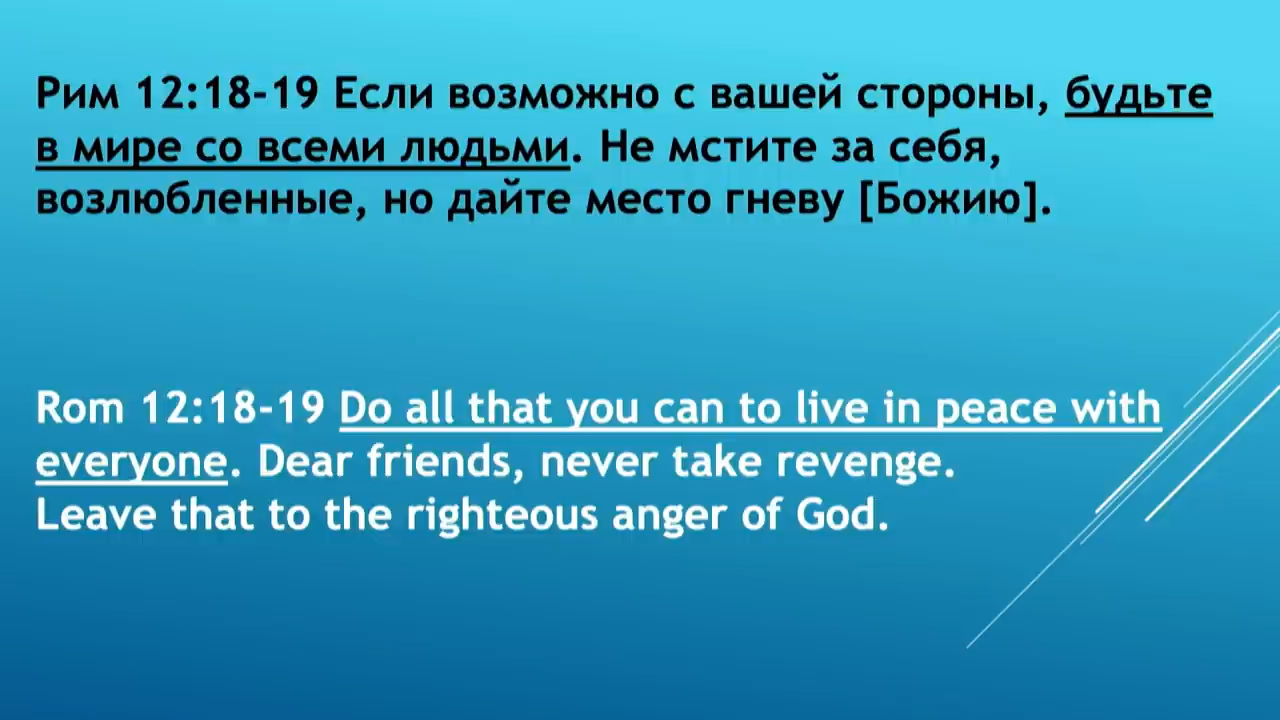 Рим 12:18-19 Если возможно с вашей стороны, будьте
в мире со всеми людьми. Не мстите за себя,
возлюбленные, но дайте место гневу [Божию].
Rom 12:18-19 Do all that you can to live in peace with
everyone. Dear friends, never take revenge.
Leave that to the righteous anger of God.